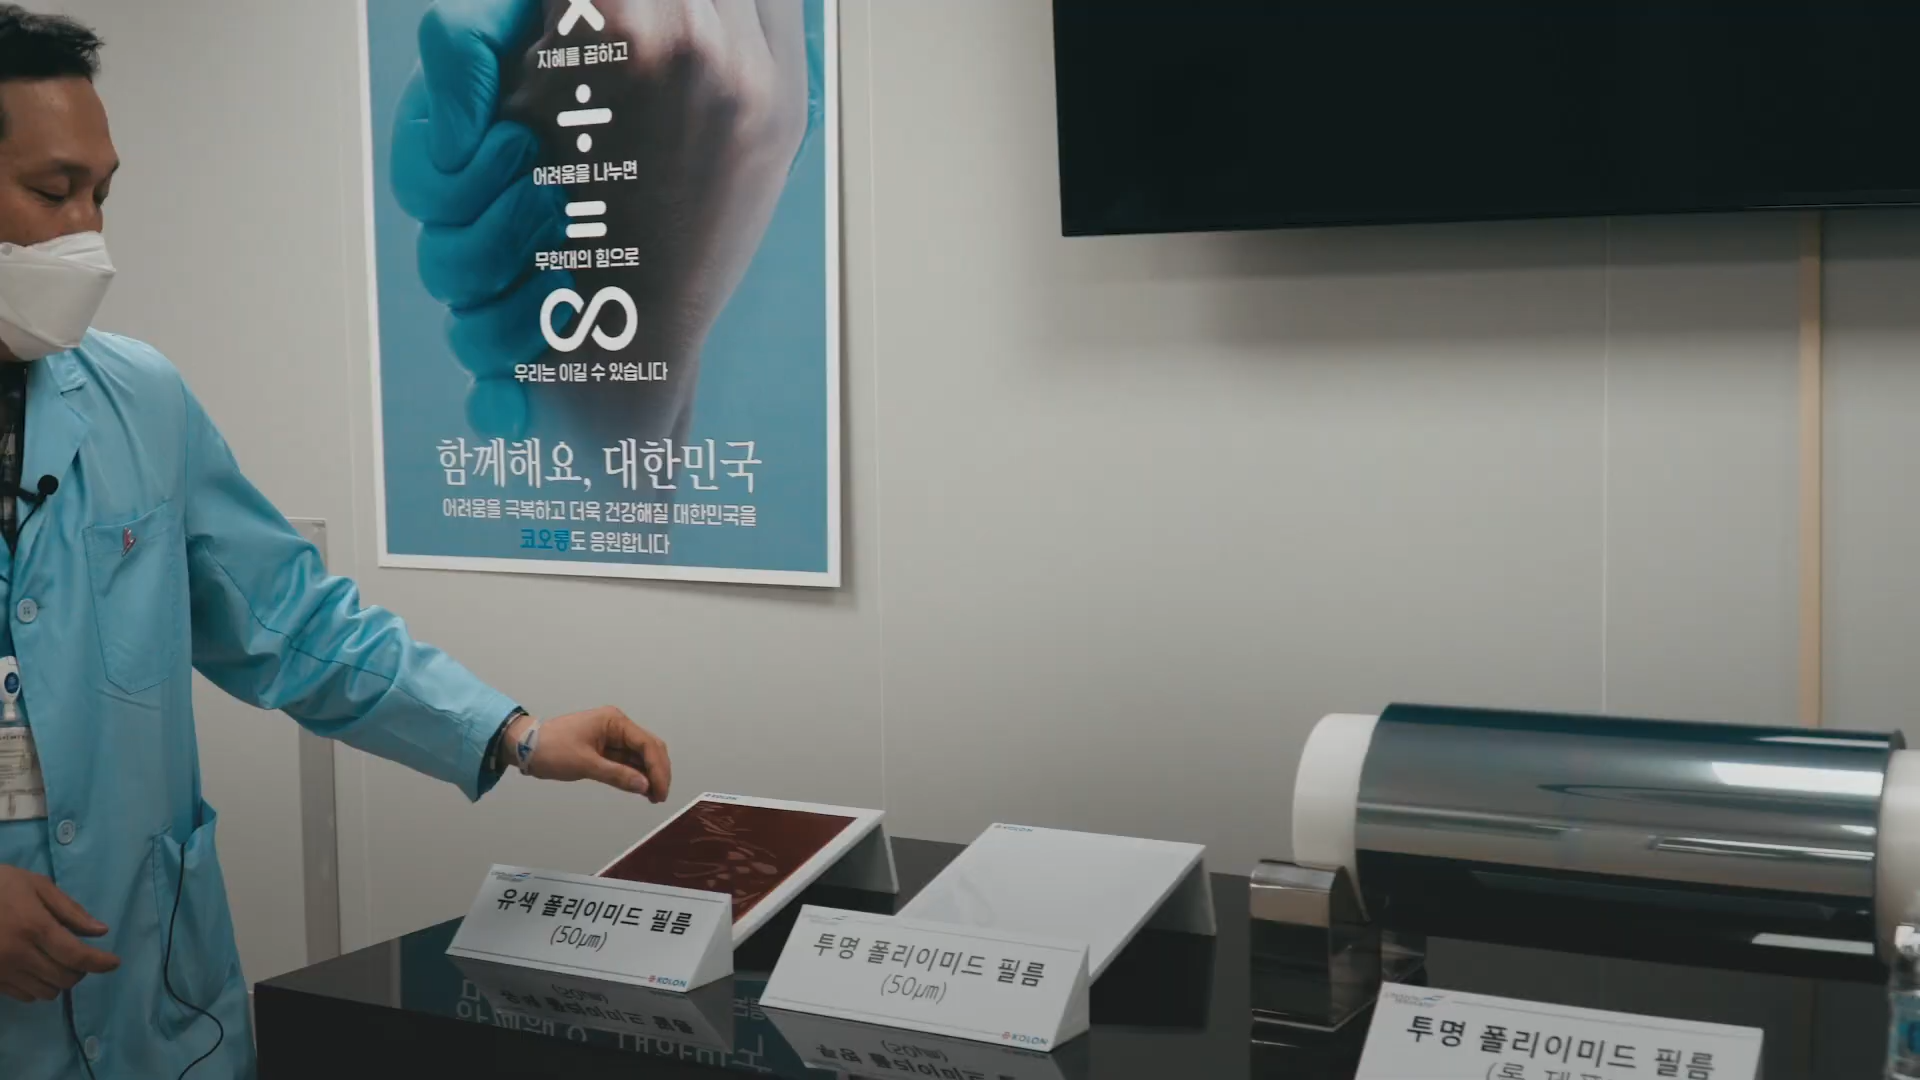 ×
지혜를 곱하고
÷
어려움을 나누면
=
무한대의 힘으로
∞
우리는 이길 수 있습니다
함께해요, 대한민국
어려움을 극복하고 더욱 건강해질 대한민국을
코오롱도 응원합니다
KOLON
유색 폴리이미드 필름
(50㎛)
KOLON
KOLON
투명 폴리이미드 필름
(50㎛)
KOLON
투명 폴리이미드 필름